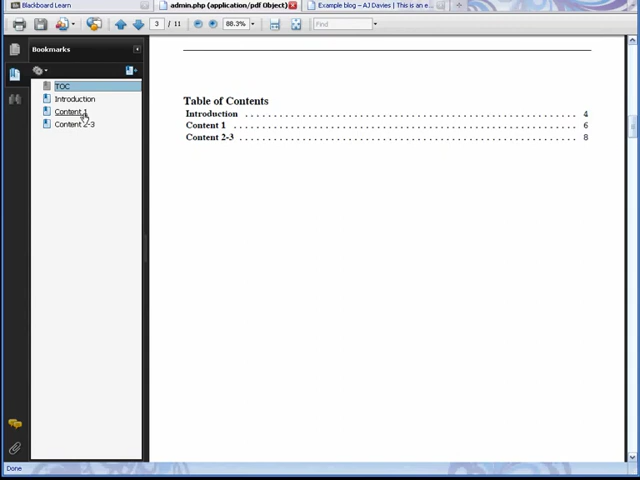 Blackboard Learn
admin.php (application/pdf Object)
Example blog – AJ Davies | This is an e...
3 / 11
88.3%
Find
Bookmarks
TOC
Introduction
Content 1
Content 2-3
Table of Contents
Introduction . . . . . . . . . . . . . . . . . . . . . . . . . . . . . . . . . . . . . . . . 4
Content 1 . . . . . . . . . . . . . . . . . . . . . . . . . . . . . . . . . . . . . . . . 6
Content 2-3 . . . . . . . . . . . . . . . . . . . . . . . . . . . . . . . . . . . . . . . . 8
Done